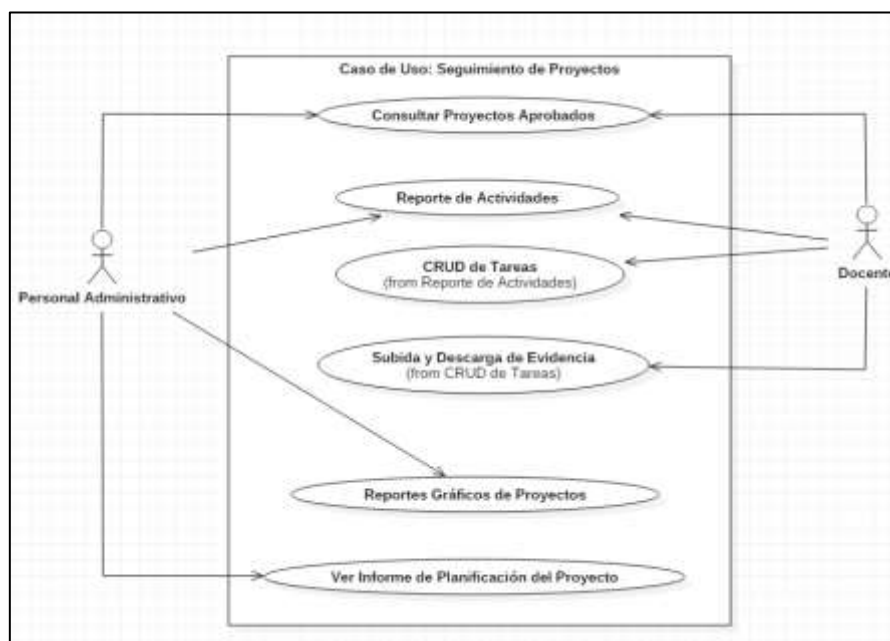 Caso de Uso: Seguimiento de Proyectos
Consultar Proyectos Aprobados
Reporte de Actividades
CRUD de Tareas
(from Reporte de Actividades)
Personal Administrativo
Docente
Subida y Descarga de Evidencia
(from CRUD de Tareas)
Reportes Gráficos de Proyectos
Ver Informe de Planificación del Proyecto